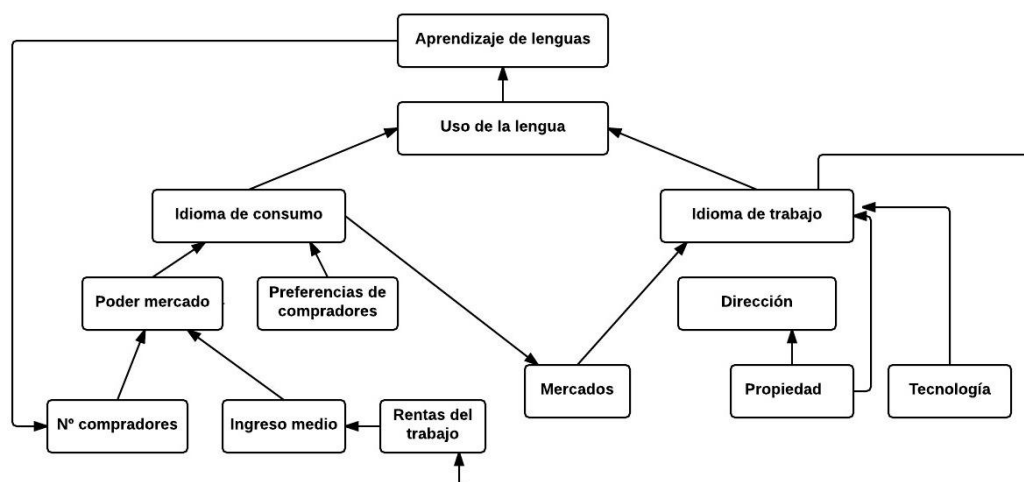 Aprendizaje de lenguas
Uso de la lengua
Idioma de consumo
Idioma de trabajo
Poder mercado
Preferencias de
compradores
Dirección
Mercados
Propiedad
Tecnología
Nº compradores
Ingreso medio
Rentas del
trabajo